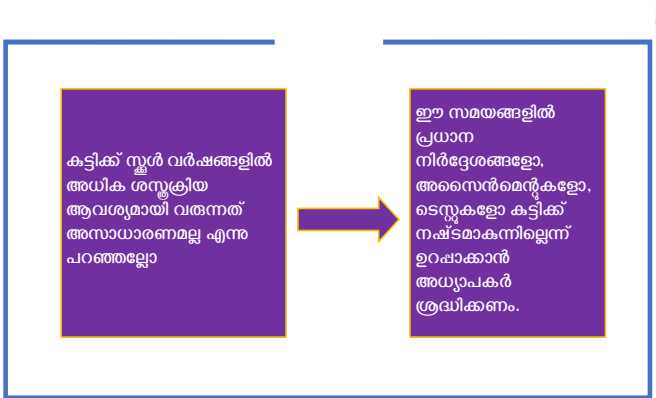 കുട്ടിക്ക് സ്കൂൾ വർഷങ്ങളിൽ
അധിക ശസ്ത്രക്രിയ
ആവശ്യമായി വരുന്നത്
അസാധാരണമല്ല എന്നു
പറഞ്ഞല്ലോ
ഈ സമയങ്ങളിൽ
പ്രധാന
നിർദ്ദേശങ്ങളോ,
അസൈൻമെന്റുകളോ,
ടെസ്റ്റുകളോ കുട്ടിക്ക്
നഷ്ടമാകുന്നില്ലെന്ന്
ഉറപ്പാക്കാൻ
അധ്യാപകർ
ശ്രദ്ധിക്കണം.